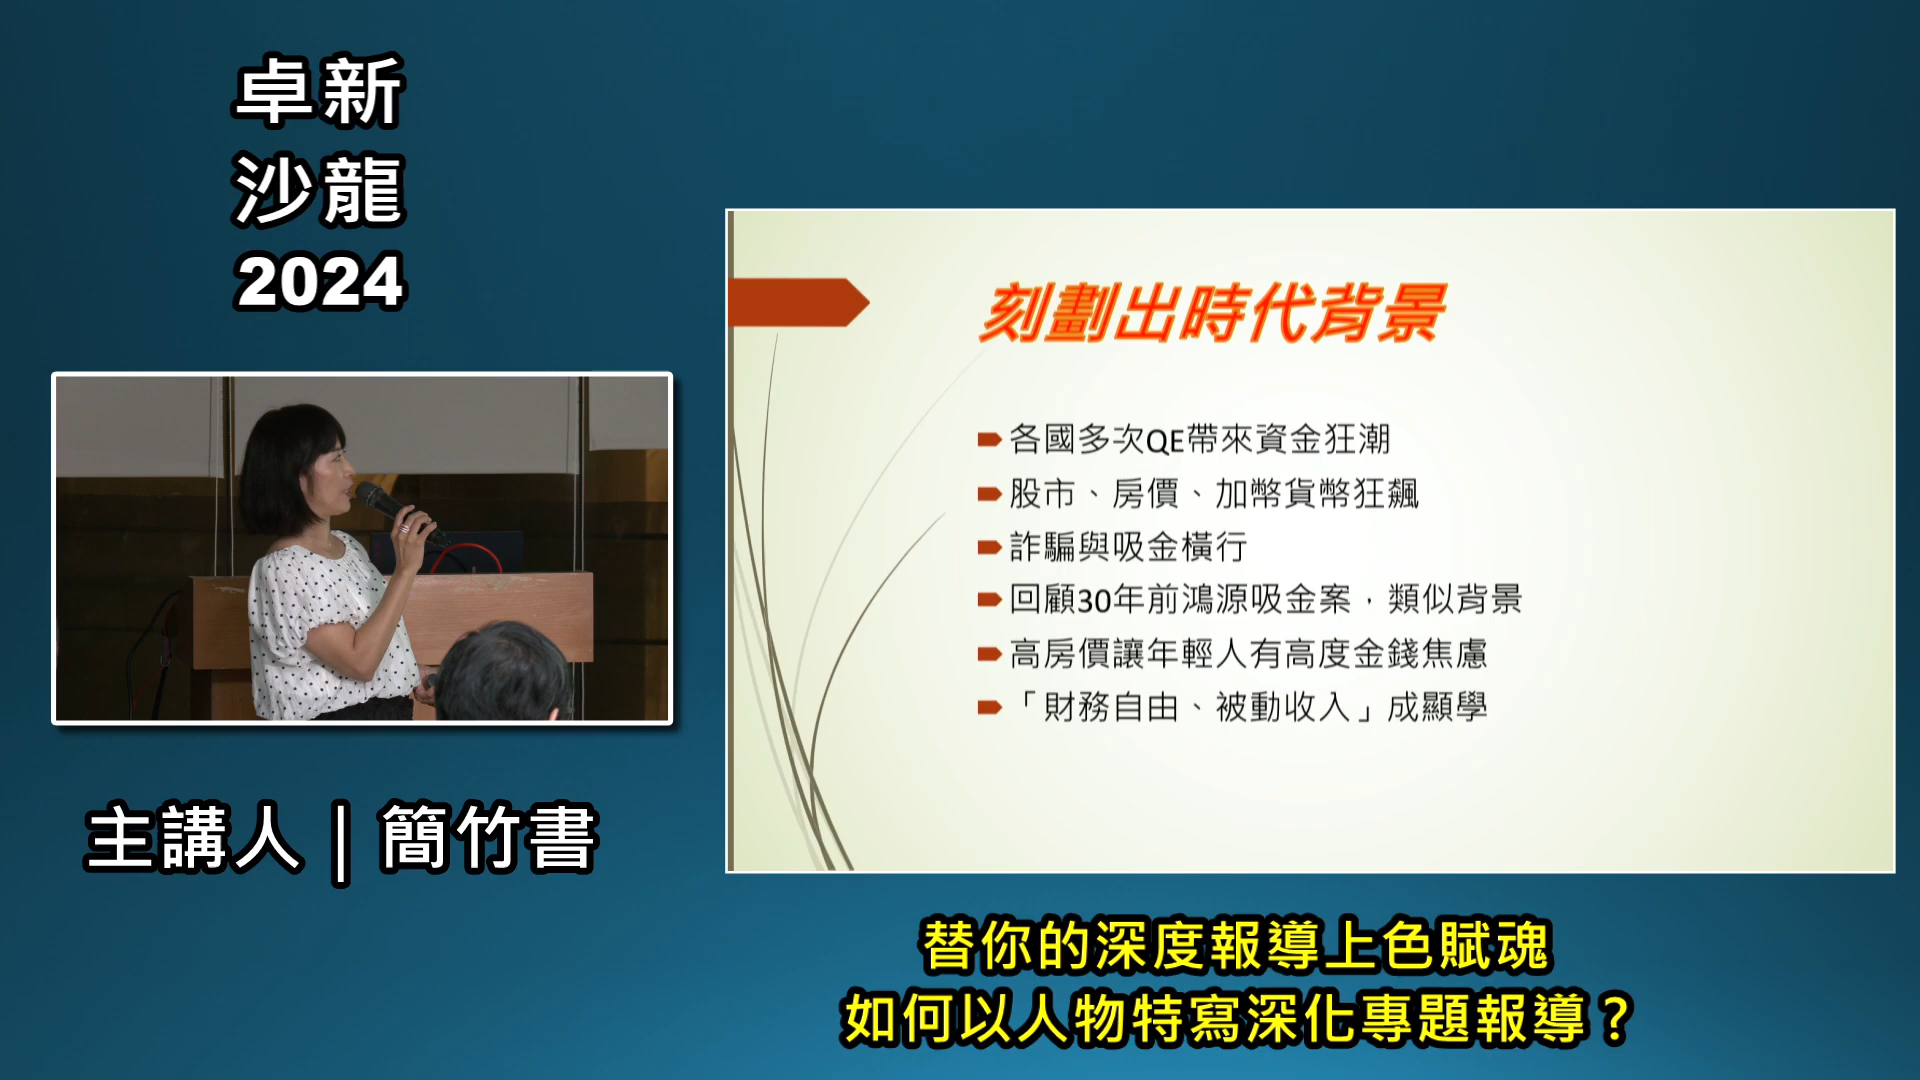 卓新
沙龍
2024
主講人｜簡竹書
刻劃出時代背景
各國多次QE帶來資金狂潮
股市、房價、加幣貨幣狂飆
詐騙與吸金橫行
回顧30年前鴻源吸金案，類似背景
高房價讓年輕人有高度金錢焦慮
「財務自由、被動收入」成顯學
替你的深度報導上色賦魂
如何以人物特寫深化專題報導？